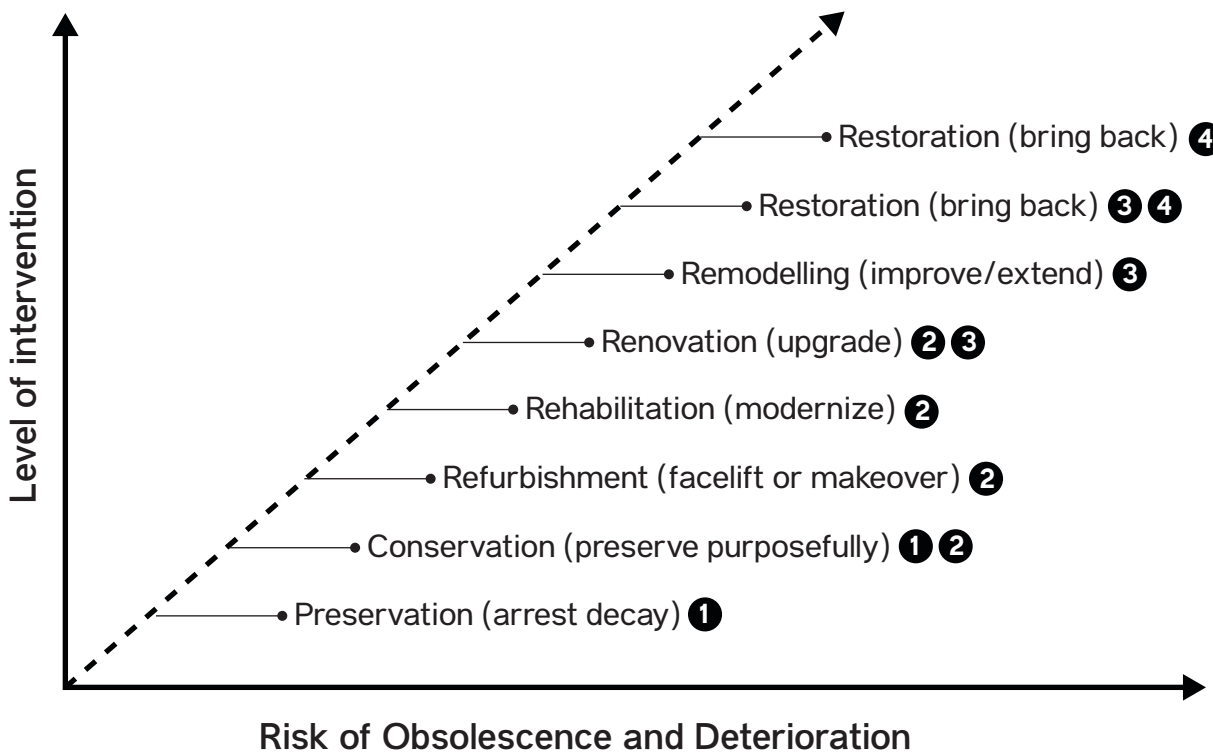 Level of intervention
Restoration (bring back) 4
Restoration (bring back) 3 4
Remodelling (improve/extend) 3
Renovation (upgrade) 2 3
Rehabilitation (modernize) 2
Refurbishment (facelift or makeover) 2
Conservation (preserve purposefully) 1 2
Preservation (arrest decay) 1
Risk of Obsolescence and Deterioration